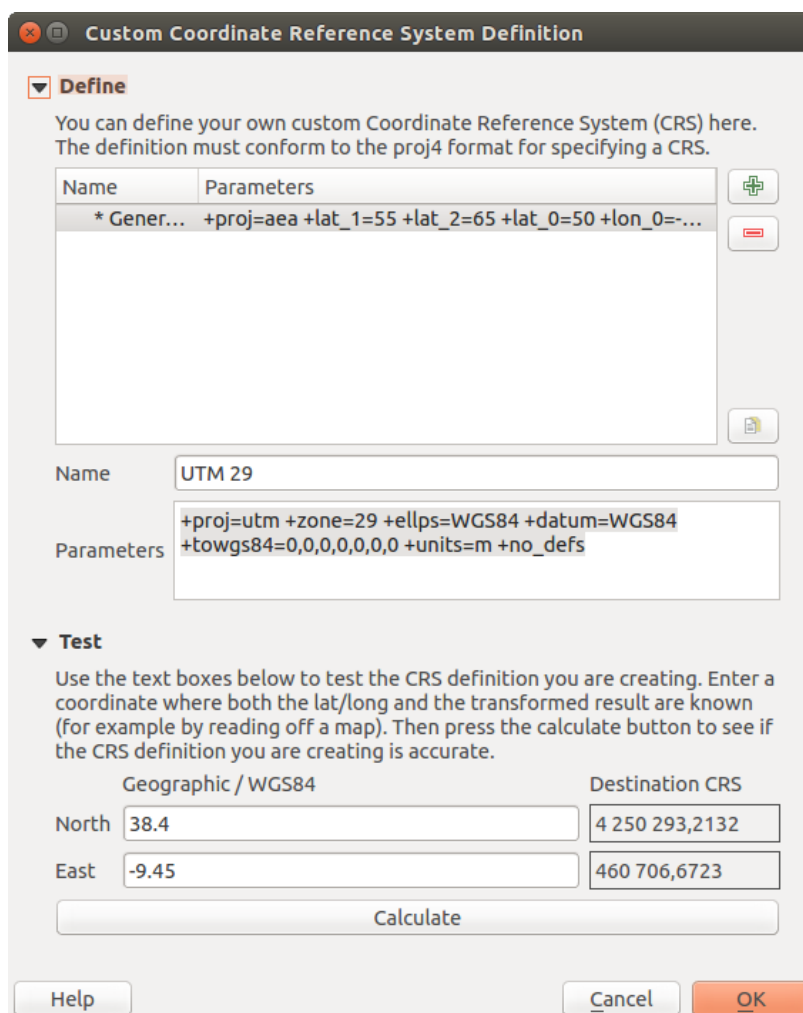 Custom Coordinate Reference System Definition
Define
You can define your own custom Coordinate Reference System (CRS) here.
The definition must conform to the proj4 format for specifying a CRS.
Name Parameters
* Gener... +proj=aea +lat_1=55 +lat_2=65 +lat_0=50 +lon_0=-...
Name UTM 29
Parameters
+proj=utm +zone=29 +ellps=WGS84 +datum=WGS84
+towgs84=0,0,0,0,0,0,0 +units=m +no_defs
Test
Use the text boxes below to test the CRS definition you are creating. Enter a
coordinate where both the lat/long and the transformed result are known
(for example by reading off a map). Then press the calculate button to see if
the CRS definition you are creating is accurate.
Geographic / WGS84 Destination CRS
North 38.4 4 250 293,2132
East -9.45 460 706,6723
Calculate
Help Cancel OK